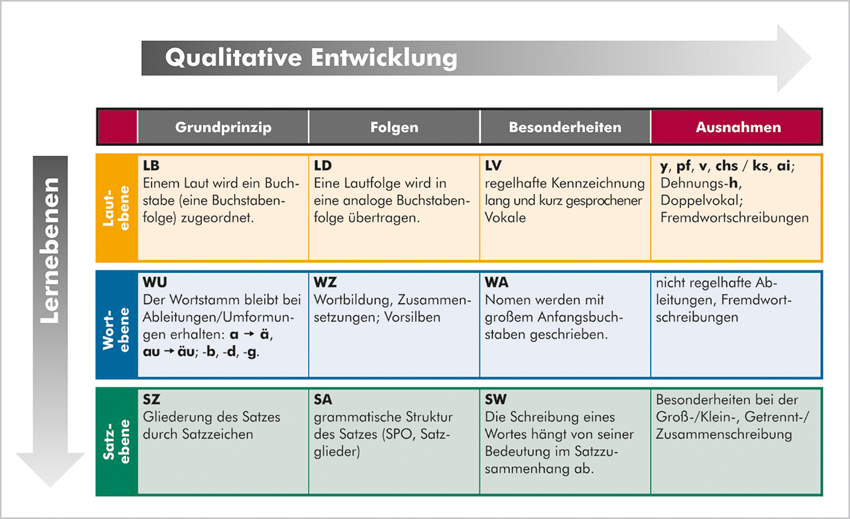 Qualitative Entwicklung
Grundprinzip
Folgen
Besonderheiten
Ausnahmen
Lernebenen
Laut-
ebene
LB
Einem Laut wird ein Buch-
stabe (eine Buchstaben-
folge) zugeordnet.
LD
Eine Lautfolge wird in
eine analoge Buchstaben-
folge übertragen.
LV
regelhafte Kennzeichnung
lang und kurz gesprochener
Vokale
y, pf, v, chs / ks, ai;
Dehnungs-h,
Doppelvokal;
Fremdwortschreibungen
Wort-
ebene
WU
Der Wortstamm bleibt bei
Ableitungen/Umformun-
gen erhalten: a → ä,
au → äu; -b, -d, -g.
WZ
Wortbildung, Zusammen-
setzungen; Vorsilben
WA
Nomen werden mit
großem Anfangsbuch-
staben geschrieben.
nicht regelhafte Ab-
leitungen, Fremdwort-
schreibungen
Satz-
ebene
SZ
Gliederung des Satzes
durch Satzzeichen
SA
grammatische Struktur
des Satzes (SPO, Satz-
glieder)
SW
Die Schreibung eines
Wortes hängt von seiner
Bedeutung im Satzzu-
sammenhang ab.
Besonderheiten bei der
Groß-/Klein-, Getrennt-/
Zusammenschreibung